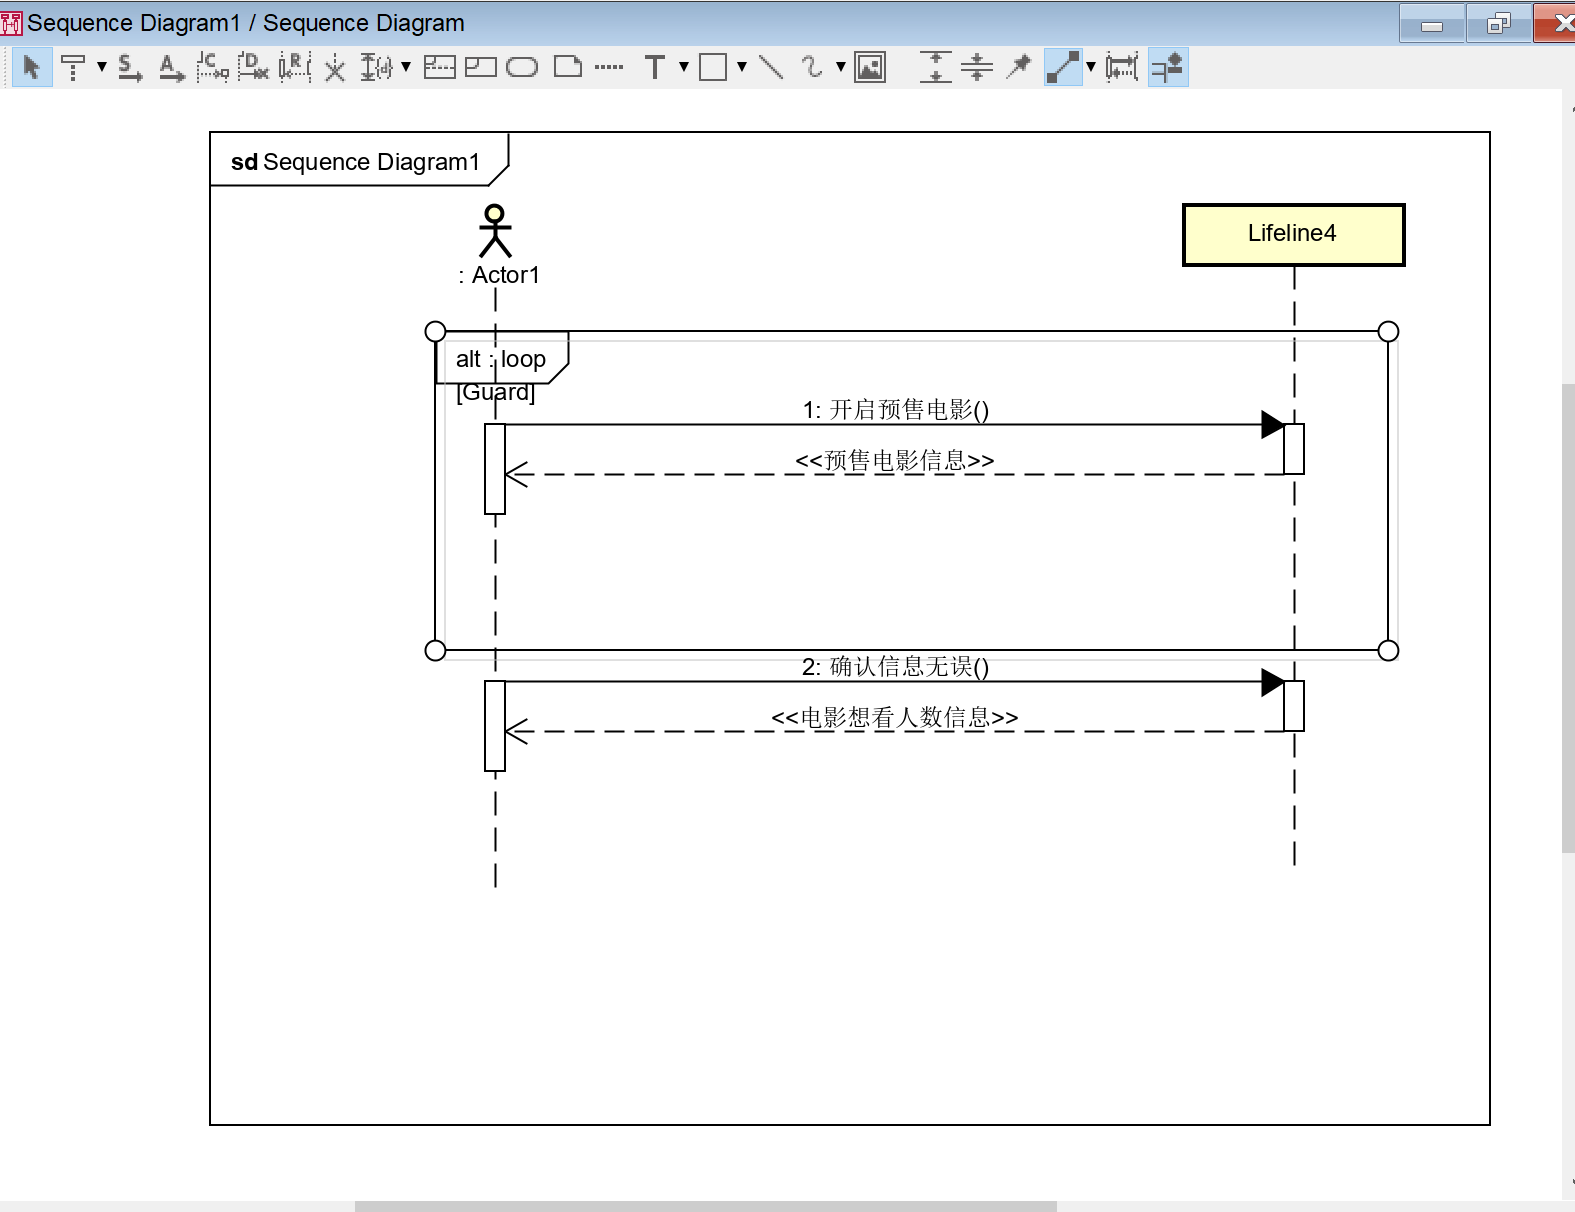 Sequence Diagram1 / Sequence Diagram
S A C D R {d} T
sd Sequence Diagram1
: Actor1
Lifeline4
alt : loop
[Guard]
1: 开启预售电影()
<<预售电影信息>>
2: 确认信息无误()
<<电影想看人数信息>>